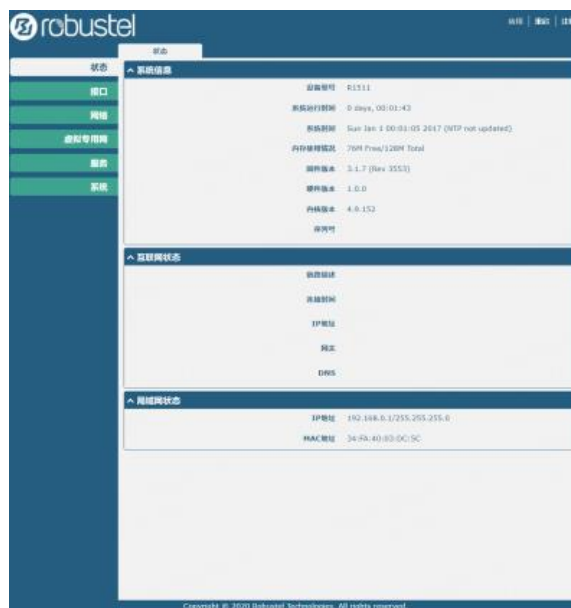 robustel
重启
状态
状态
接口
网络
虚拟专用网
服务
系统
系统信息
设备型号 R1511
系统运行时间 0 days, 00:01:43
系统时间 Sun Jan 1 00:01:05 2017 (NTP not updated)
内存使用情况 76M Free/128M Total
固件版本 3.1.7 (Rev 3553)
硬件版本 1.0.0
内核版本 4.9.152
序列号
互联网状态
链路描述
连接时间
IP地址
网关
DNS
局域网状态
IP地址 192.168.0.1/255.255.255.0
MAC地址
Copyright © 2020 Robustel Technologies. All rights reserved.